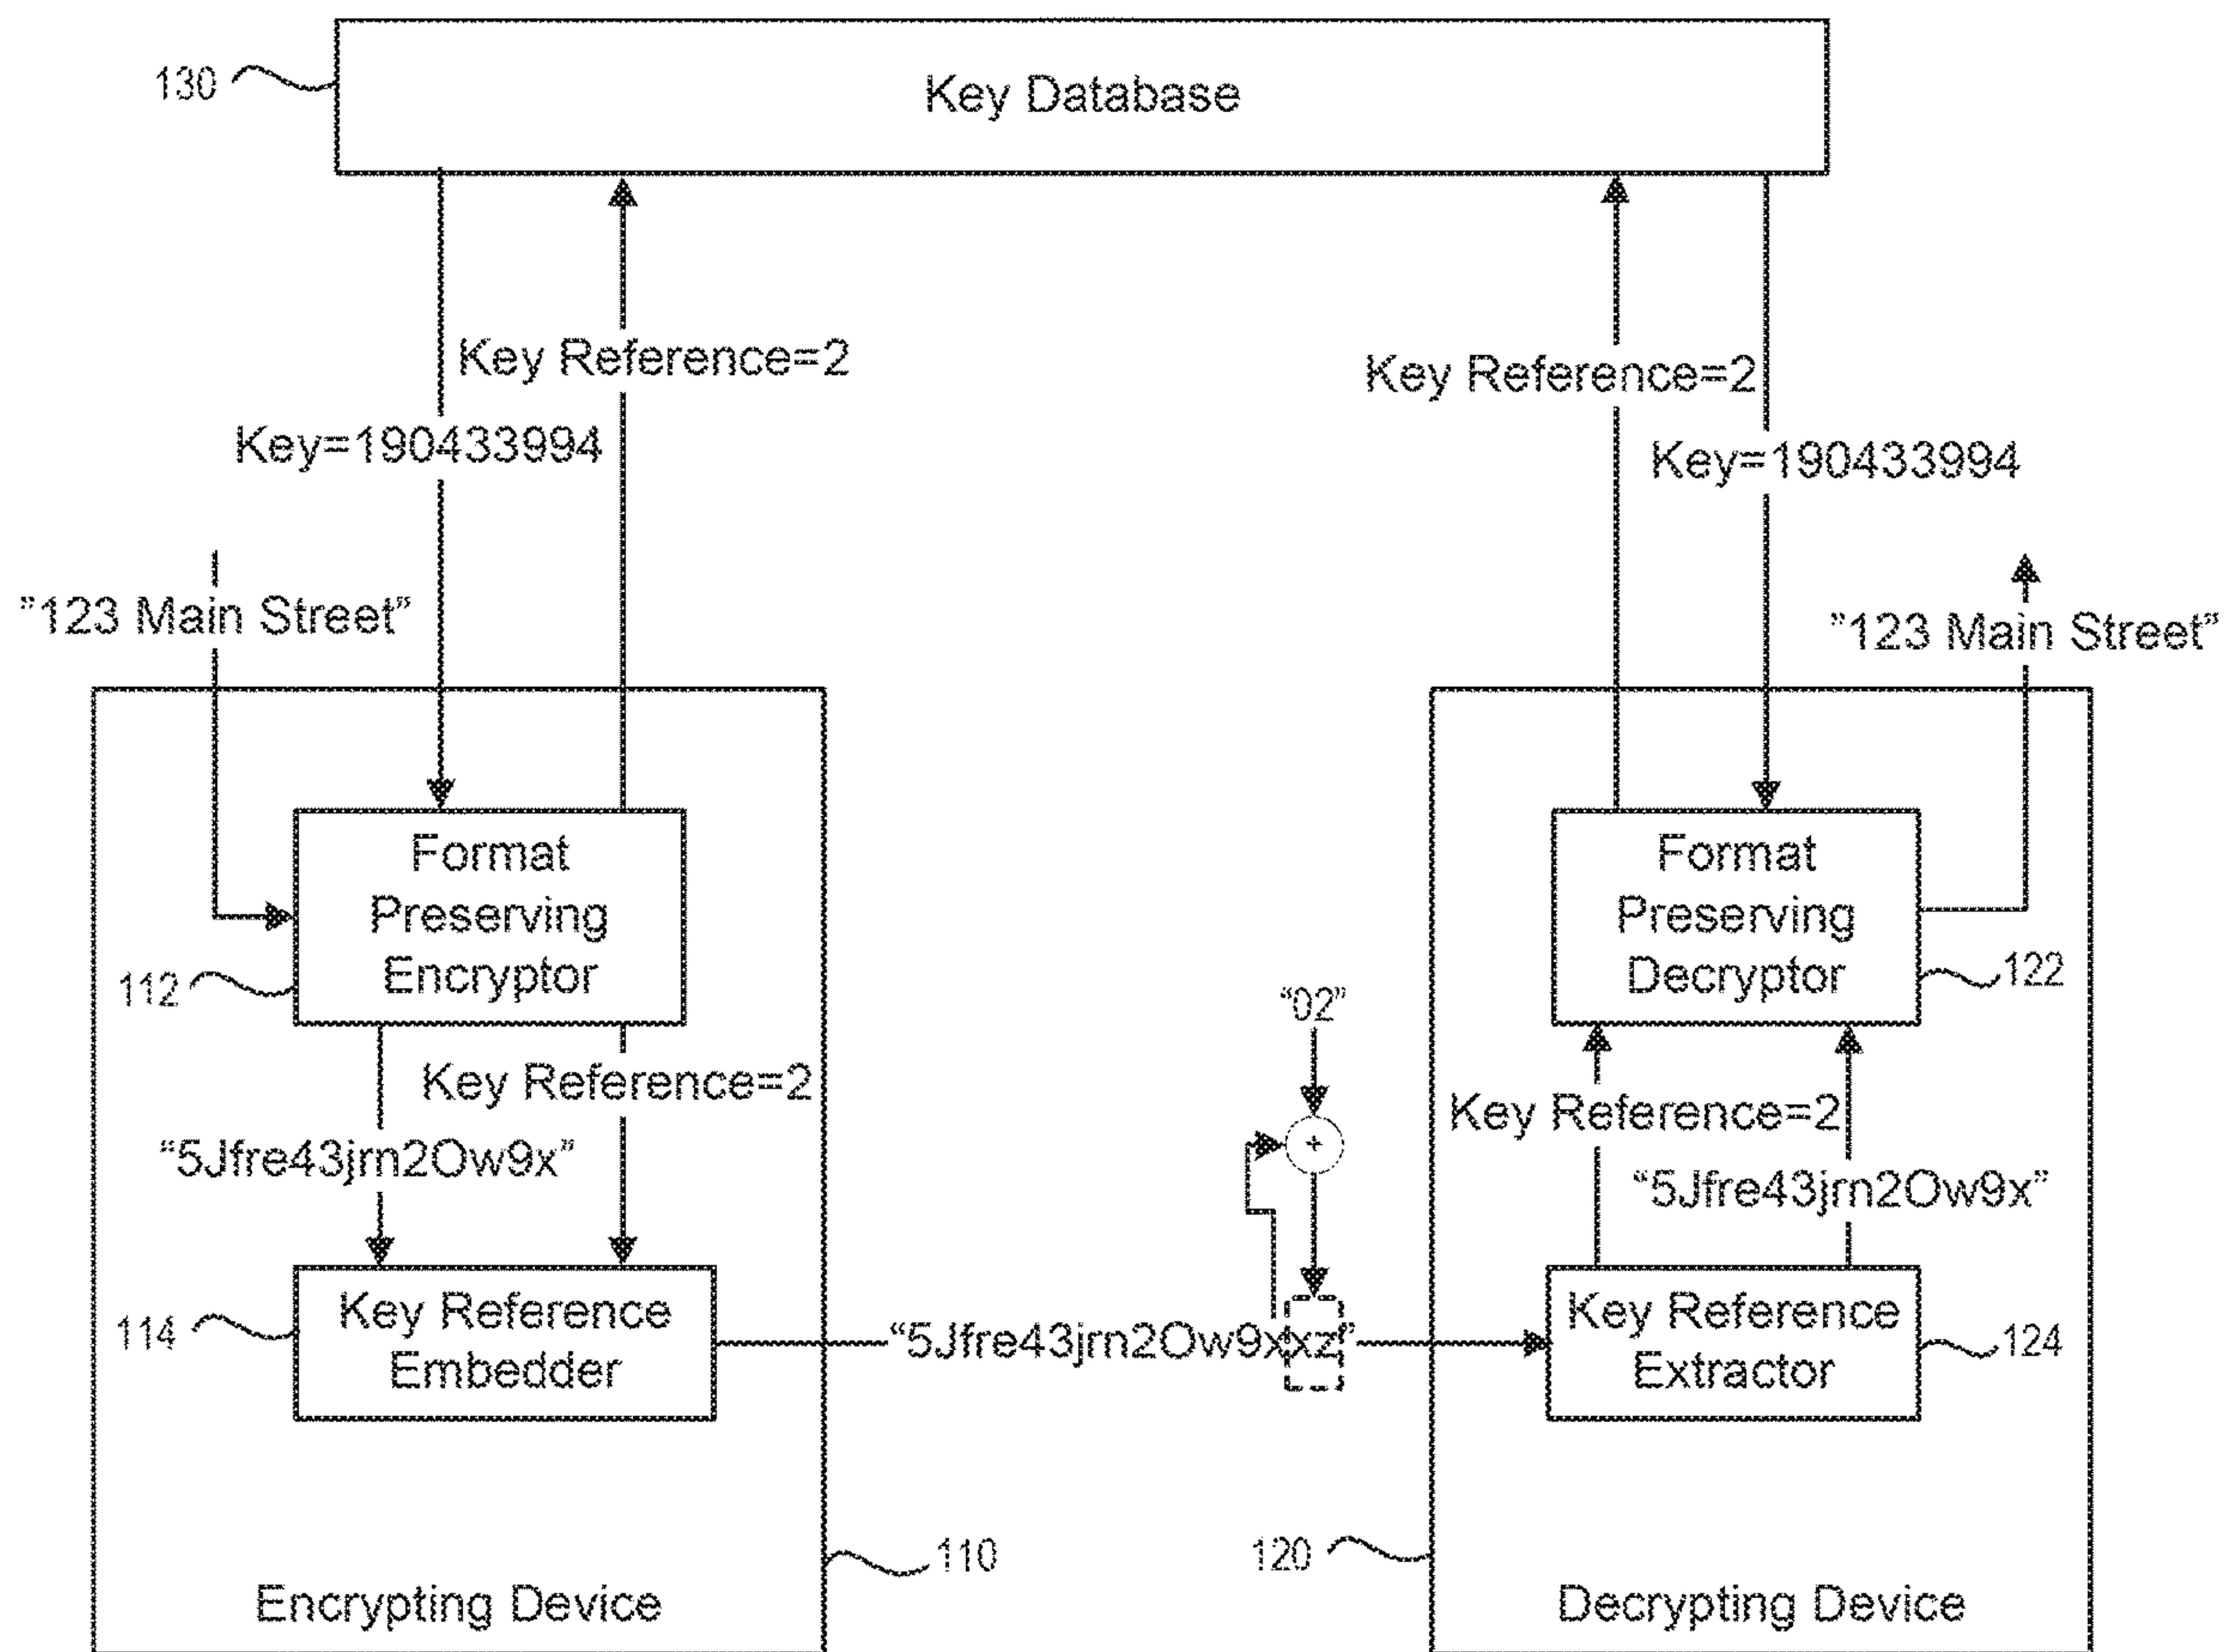 130
Key Database
Key Reference=2
Key Reference=2
Key=190433994
Key=190433994
"123 Main Street"
"123 Main Street"
Format
Preserving
Encryptor
112
Format
Preserving
Decryptor
122
"02"
+
Key Reference=2
"5Jfre43jrn2Ow9x"
Key Reference=2
"5Jfre43jrn2Ow9x"
114
Key Reference
Embedder
"5Jfre43jrn2Ow9xxz"
Key Reference
Extractor
124
110
120
Encrypting Device
Decrypting Device